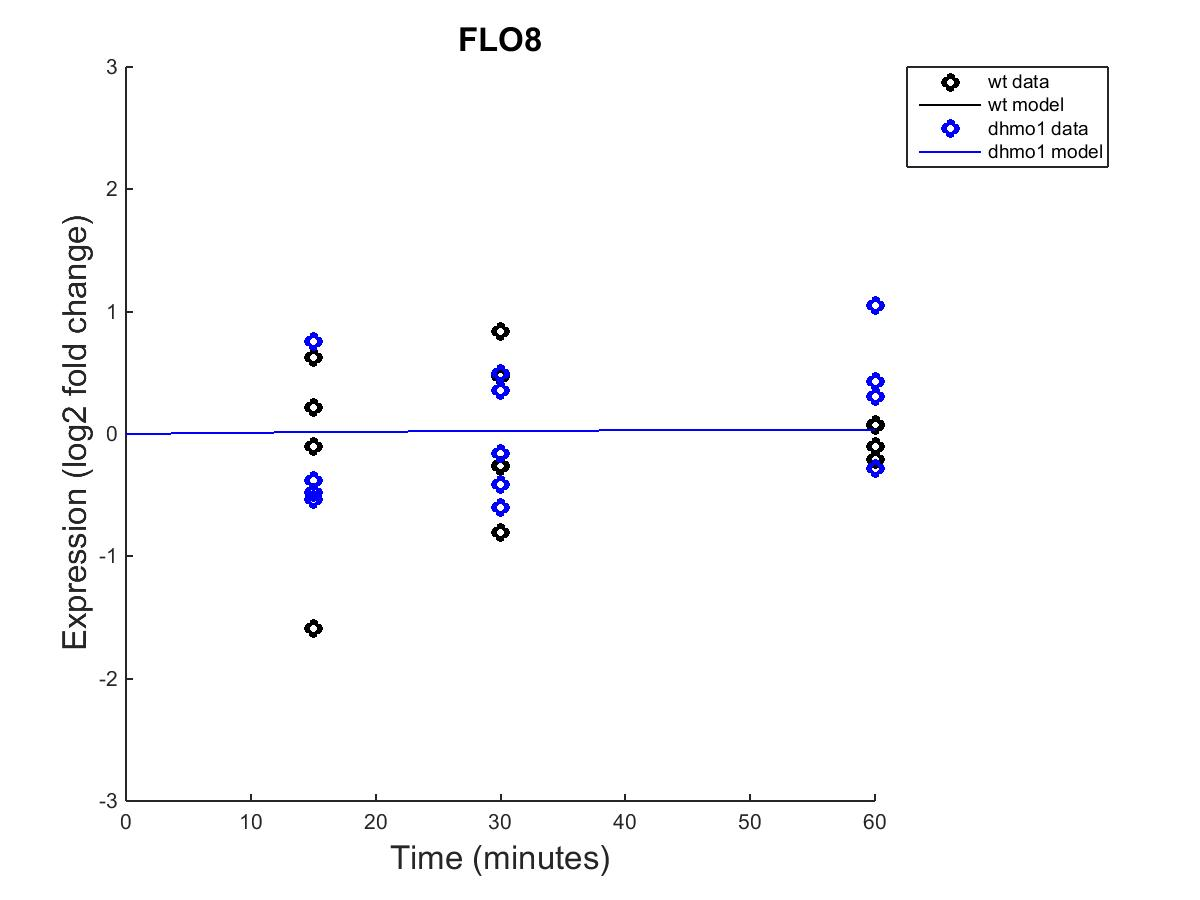 FLO8
wt data
wt model
dhmo1 data
dhmo1 model
3
2
1
0
-1
-2
-3
Expression (log2 fold change)
0 10 20 30 40 50 60
Time (minutes)